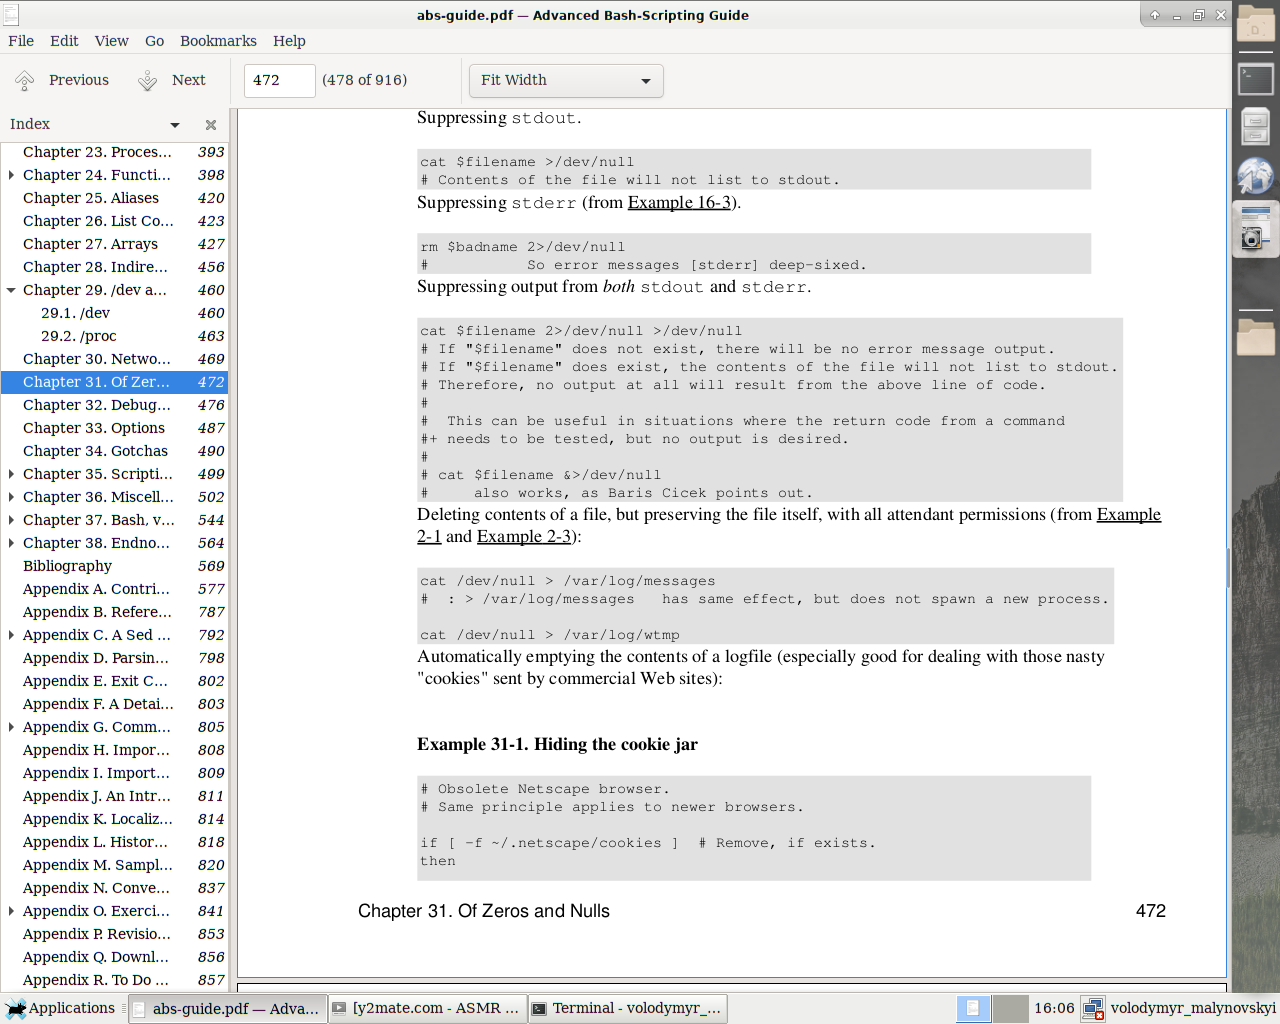 abs-guide.pdf — Advanced Bash-Scripting Guide
File Edit View Go Bookmarks Help
Previous Next 472 (478 of 916) Fit Width
Index
Chapter 23. Proces... 393
Chapter 24. Functi... 398
Chapter 25. Aliases 420
Chapter 26. List Co... 423
Chapter 27. Arrays 427
Chapter 28. Indire... 456
Chapter 29. /dev a... 460
29.1. /dev 460
29.2. /proc 463
Chapter 30. Netwo... 469
Chapter 31. Of Zer... 472
Chapter 32. Debug... 476
Chapter 33. Options 487
Chapter 34. Gotchas 490
Chapter 35. Scripti... 499
Chapter 36. Miscell... 502
Chapter 37. Bash, v... 544
Chapter 38. Endno... 564
Bibliography 569
Appendix A. Contri... 577
Appendix B. Refere... 787
Appendix C. A Sed ... 792
Appendix D. Parsin... 798
Appendix E. Exit C... 802
Appendix F. A Detai... 803
Appendix G. Comm... 805
Appendix H. Impor... 808
Appendix I. Import... 809
Appendix J. An Intr... 811
Appendix K. Localiz... 814
Appendix L. Histor... 818
Appendix M. Sampl... 820
Appendix N. Conve... 837
Appendix O. Exerci... 841
Appendix P. Revisio... 853
Appendix Q. Downl... 856
Appendix R. To Do ... 857
Suppressing stdout.
cat $filename >/dev/null
# Contents of the file will not list to stdout.
Suppressing stderr (from Example 16-3).
rm $badname 2>/dev/null
#           So error messages [stderr] deep-sixed.
Suppressing output from both stdout and stderr.
cat $filename 2>/dev/null >/dev/null
# If "$filename" does not exist, there will be no error message output.
# If "$filename" does exist, the contents of the file will not list to stdout.
# Therefore, no output at all will result from the above line of code.
#
#  This can be useful in situations where the return code from a command
#+ needs to be tested, but no output is desired.
#
# cat $filename &>/dev/null
#     also works, as Baris Cicek points out.
Deleting contents of a file, but preserving the file itself, with all attendant permissions (from Example
2-1 and Example 2-3):
cat /dev/null > /var/log/messages
#  : > /var/log/messages   has same effect, but does not spawn a new process.
cat /dev/null > /var/log/wtmp
Automatically emptying the contents of a logfile (especially good for dealing with those nasty
"cookies" sent by commercial Web sites):
Example 31-1. Hiding the cookie jar
# Obsolete Netscape browser.
# Same principle applies to newer browsers.
if [ -f ~/.netscape/cookies ]  # Remove, if exists.
then
Chapter 31. Of Zeros and Nulls 472
Applications abs-guide.pdf — Adva... [y2mate.com - ASMR ... Terminal - volodymyr_... 16:06 volodymyr_malynovskyi